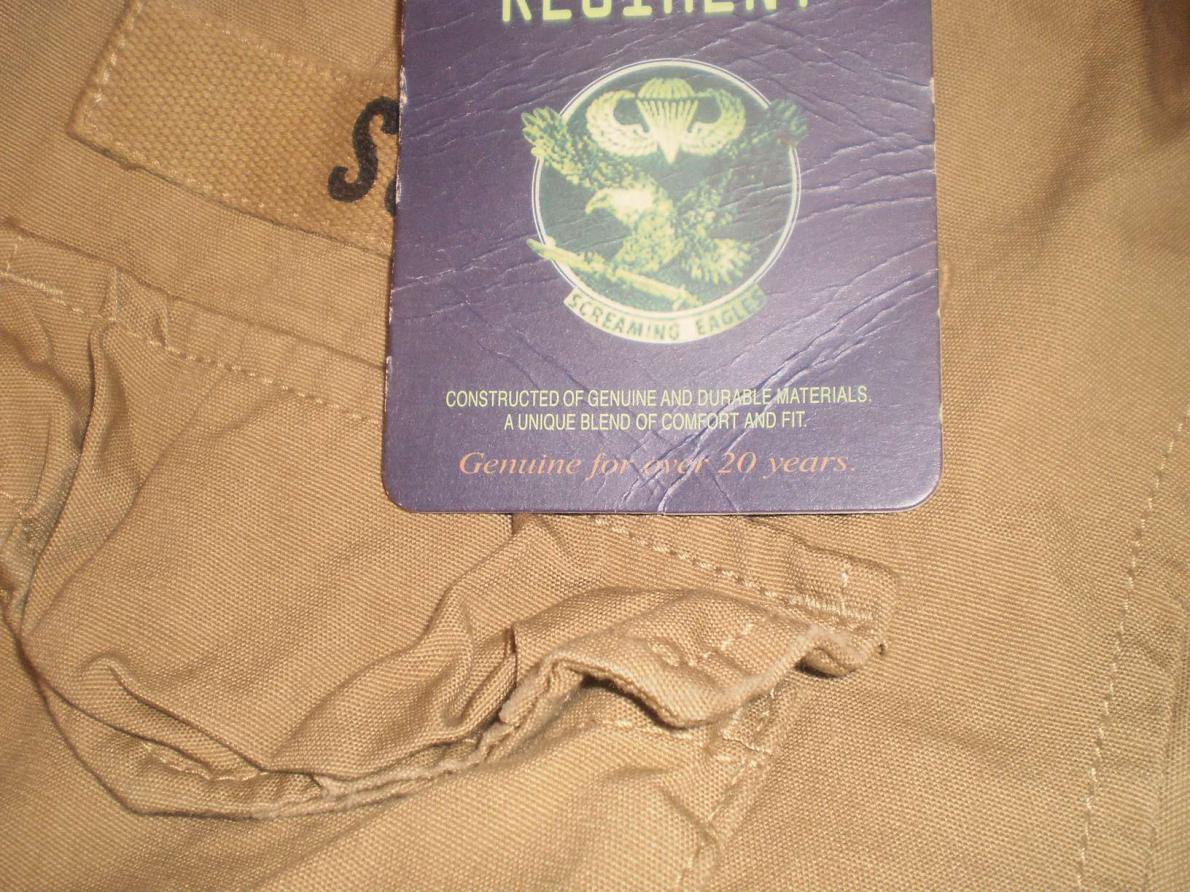 REGIMENT
S
SCREAMING EAGLES
CONSTRUCTED OF GENUINE AND DURABLE MATERIALS.
A UNIQUE BLEND OF COMFORT AND FIT.
Genuine for over 20 years.